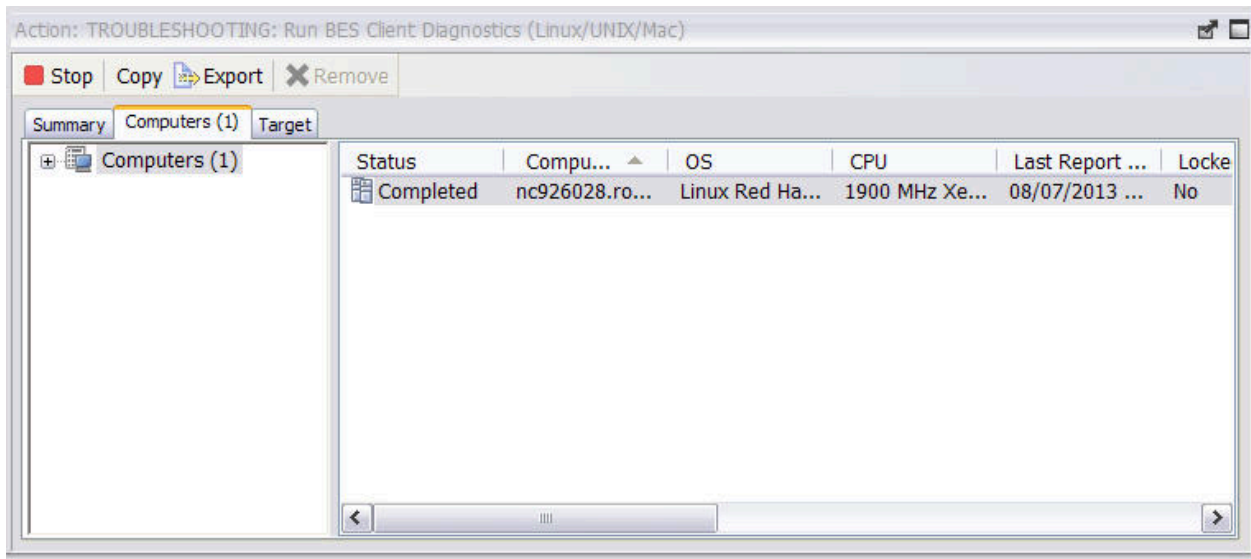 Action: TROUBLESHOOTING: Run BES Client Diagnostics (Linux/UNIX/Mac)
Stop Copy Export Remove
Summary Computers (1) Target
Computers (1)
Status Compu... OS CPU Last Report ... Locke
Completed nc926028.ro... Linux Red Ha... 1900 MHz Xe... 08/07/2013 ... No